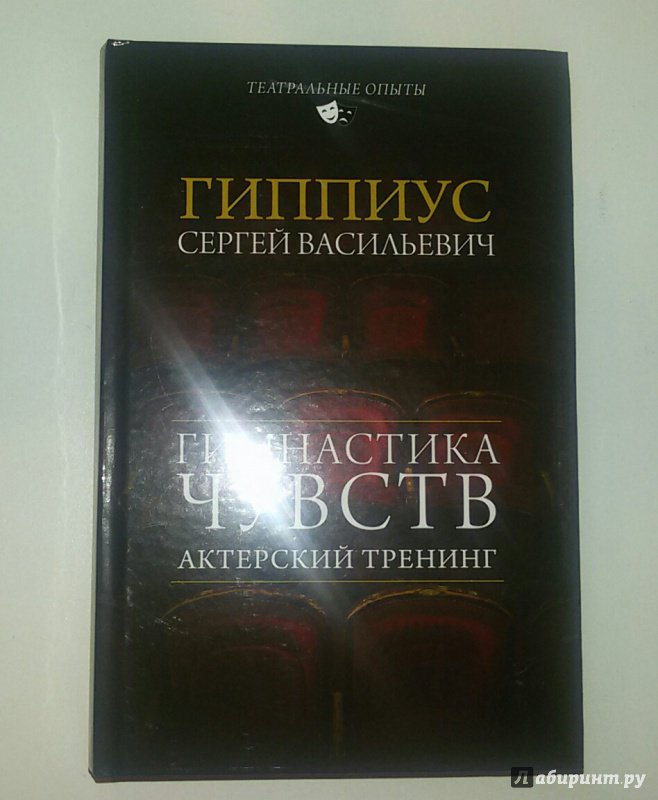 ТЕАТРАЛЬНЫЕ ОПЫТЫ
ГИППИУС
СЕРГЕЙ ВАСИЛЬЕВИЧ
ГИМНАСТИКА
ЧУВСТВ
АКТЕРСКИЙ ТРЕНИНГ
Лабиринт.ру